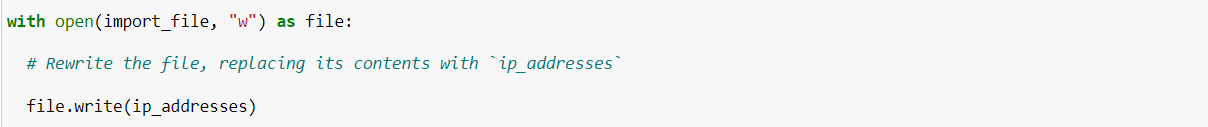 with open(import_file, "w") as file:
# Rewrite the file, replacing its contents with `ip_addresses`
file.write(ip_addresses)